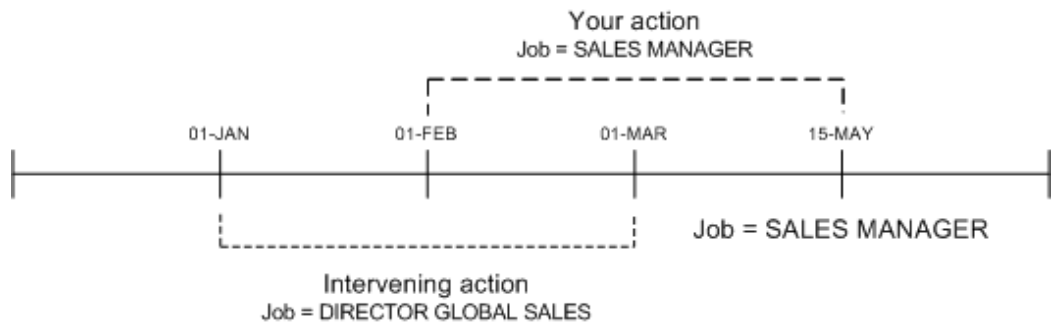 Your action
Job = SALES MANAGER
01-JAN 01-FEB 01-MAR 15-MAY
Job = SALES MANAGER
Intervening action
Job = DIRECTOR GLOBAL SALES